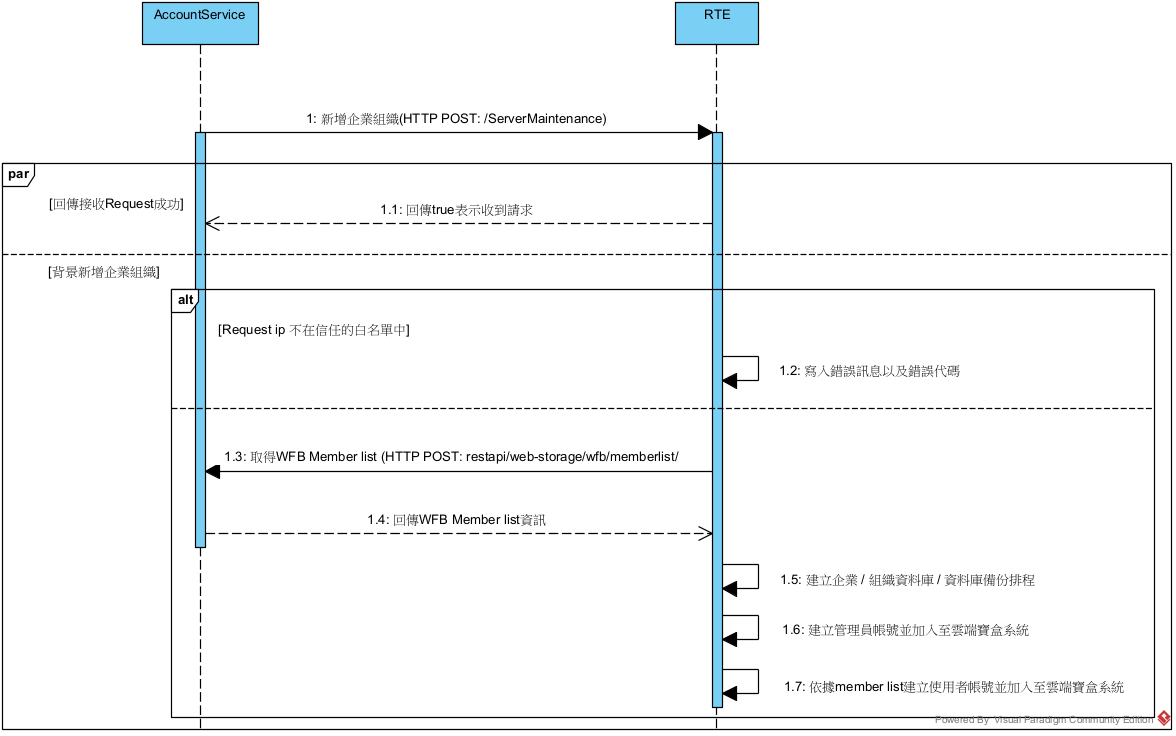 AccountService
RTE
1: 新增企業組織(HTTP POST: /ServerMaintenance)
par
[回傳接收Request成功]
1.1: 回傳true表示收到請求
[背景新增企業組織]
alt
[Request ip 不在信任的白名單中]
1.2: 寫入錯誤訊息以及錯誤代碼
1.3: 取得WFB Member list (HTTP POST: restapi/web-storage/wfb/memberlist/
1.4: 回傳WFB Member list資訊
1.5: 建立企業 / 組織資料庫 / 資料庫備份排程
1.6: 建立管理員帳號並加入至雲端寶盒系統
1.7: 依據member list建立使用者帳號並加入至雲端寶盒系統
Powered By Visual Paradigm Community Edition